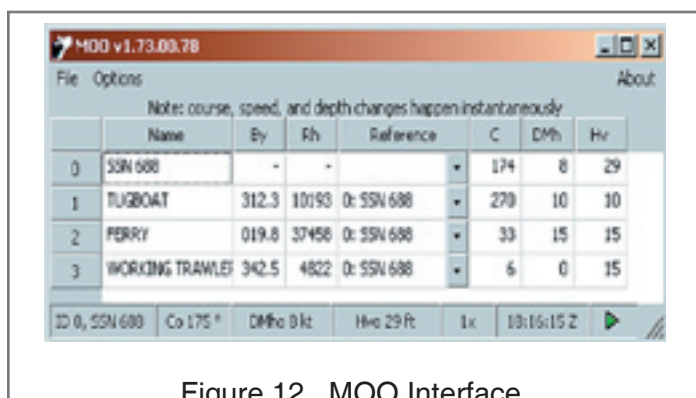 MOO v1.73.00.78
File Options About
Note: course, speed, and depth changes happen instantaneously
Name By Rh Reference C DMh Hv
0 SSN 688 - - 174 8 29
1 TUGBOAT 312.3 10193 0: SSN 688 270 10 10
2 FERRY 019.8 37458 0: SSN 688 33 15 15
3 WORKING TRAWLER 342.5 4822 0: SSN 688 6 0 15
ID 0, SSN 688 Co 175 ° DMho 8 kt Hvo 29 ft 1x 18:16:15 Z
Figure 12 MOO Interface